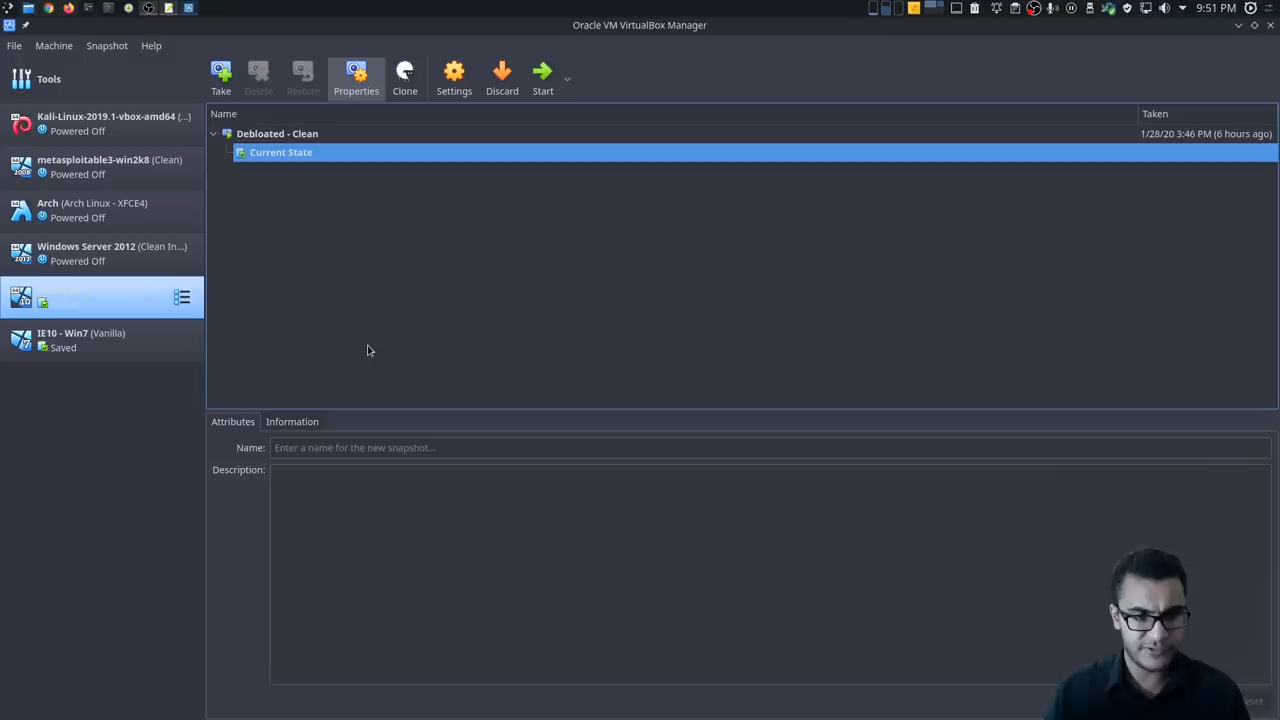 9:51 PM
Oracle VM VirtualBox Manager
File Machine Snapshot Help
Tools
Take Delete Restore Properties Clone Settings Discard Start
Name Taken
Kali-Linux-2019.1-vbox-amd64 (...)
Powered Off
Debloated - Clean 1/28/20 3:46 PM (6 hours ago)
Current State
metasploitable3-win2k8 (Clean)
Powered Off
Arch (Arch Linux - XFCE4)
Powered Off
Windows Server 2012 (Clean In...)
Powered Off
IE10 - Win7 (Vanilla)
Saved
Attributes Information
Name: Enter a name for the new snapshot...
Description: